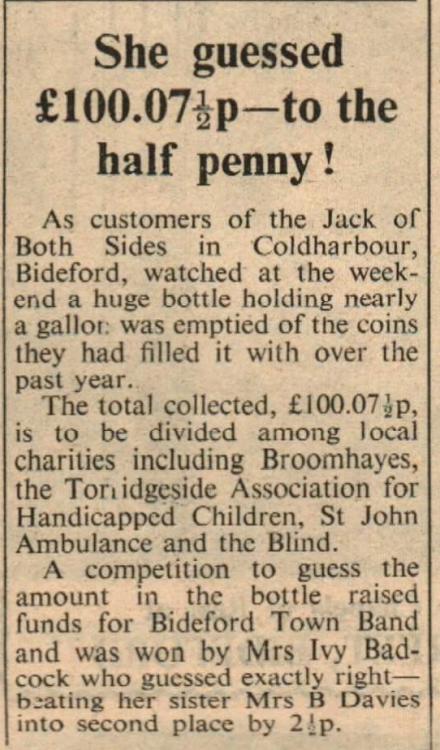 She guessed
£100.07½p—to the
half penny!
As customers of the Jack of
Both Sides in Coldharbour,
Bideford, watched at the week-
end a huge bottle holding nearly
a gallon was emptied of the coins
they had filled it with over the
past year.
The total collected, £100.07½p,
is to be divided among local
charities including Broomhayes,
the Torridgeside Association for
Handicapped Children, St John
Ambulance and the Blind.
A competition to guess the
amount in the bottle raised
funds for Bideford Town Band
and was won by Mrs Ivy Bad-
cock who guessed exactly right—
beating her sister Mrs B Davies
into second place by 2½p.